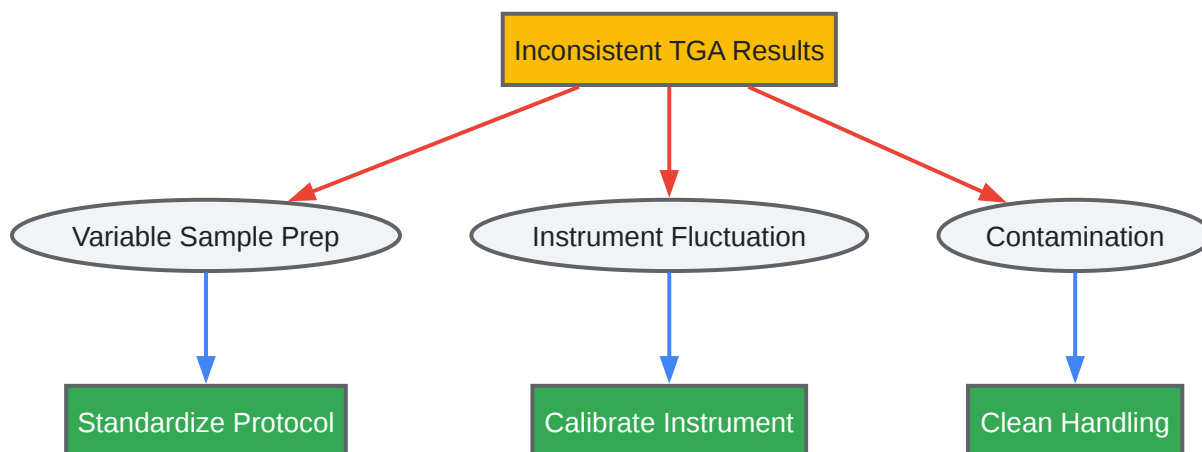 Inconsistent TGA Results
Variable Sample Prep
Instrument Fluctuation
Contamination
Standardize Protocol
Calibrate Instrument
Clean Handling